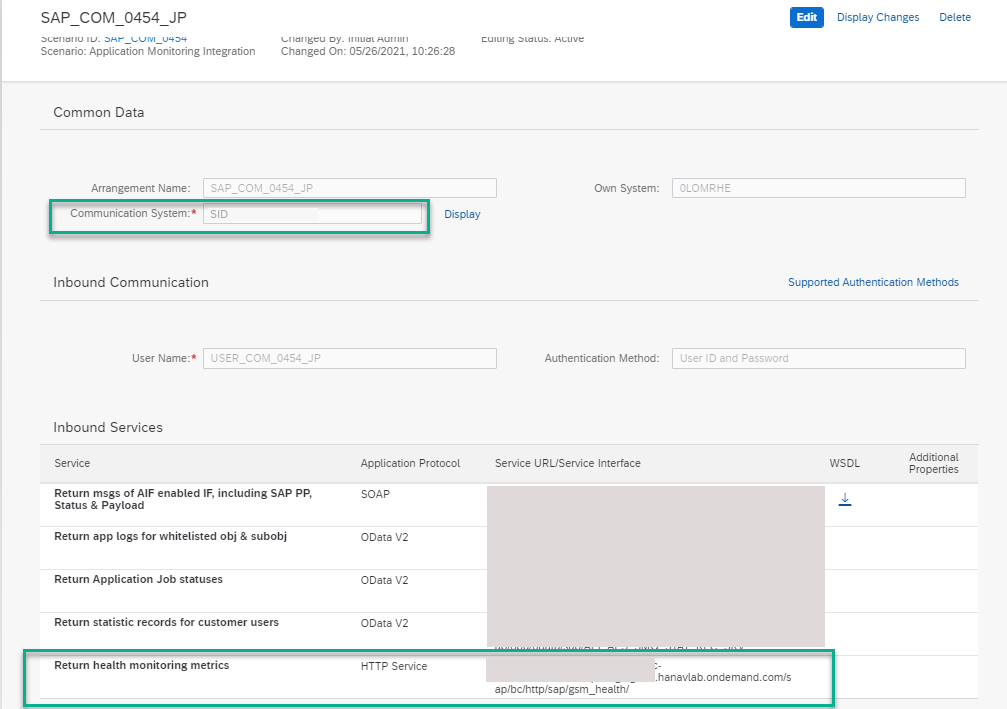 SAP_COM_0454_JP
Edit Display Changes Delete
Scenario ID: SAP_COM_0454 Changed By: Initial Admin Editing Status: Active
Scenario: Application Monitoring Integration Changed On: 05/26/2021, 10:26:28
Common Data
Arrangement Name: SAP_COM_0454_JP Own System: 0LOMRHE
Communication System:* SID Display
Inbound Communication Supported Authentication Methods
User Name:* USER_COM_0454_JP Authentication Method: User ID and Password
Inbound Services
Service Application Protocol Service URL/Service Interface WSDL Additional
Properties
Return msgs of AIF enabled IF, including SAP PP, SOAP
Status & Payload
Return app logs for whitelisted obj & subobj OData V2
Return Application Job statuses OData V2
Return statistic records for customer users OData V2
Return health monitoring metrics HTTP Service
.hanavlab.ondemand.com/s
ap/bc/http/sap/gsm_health/